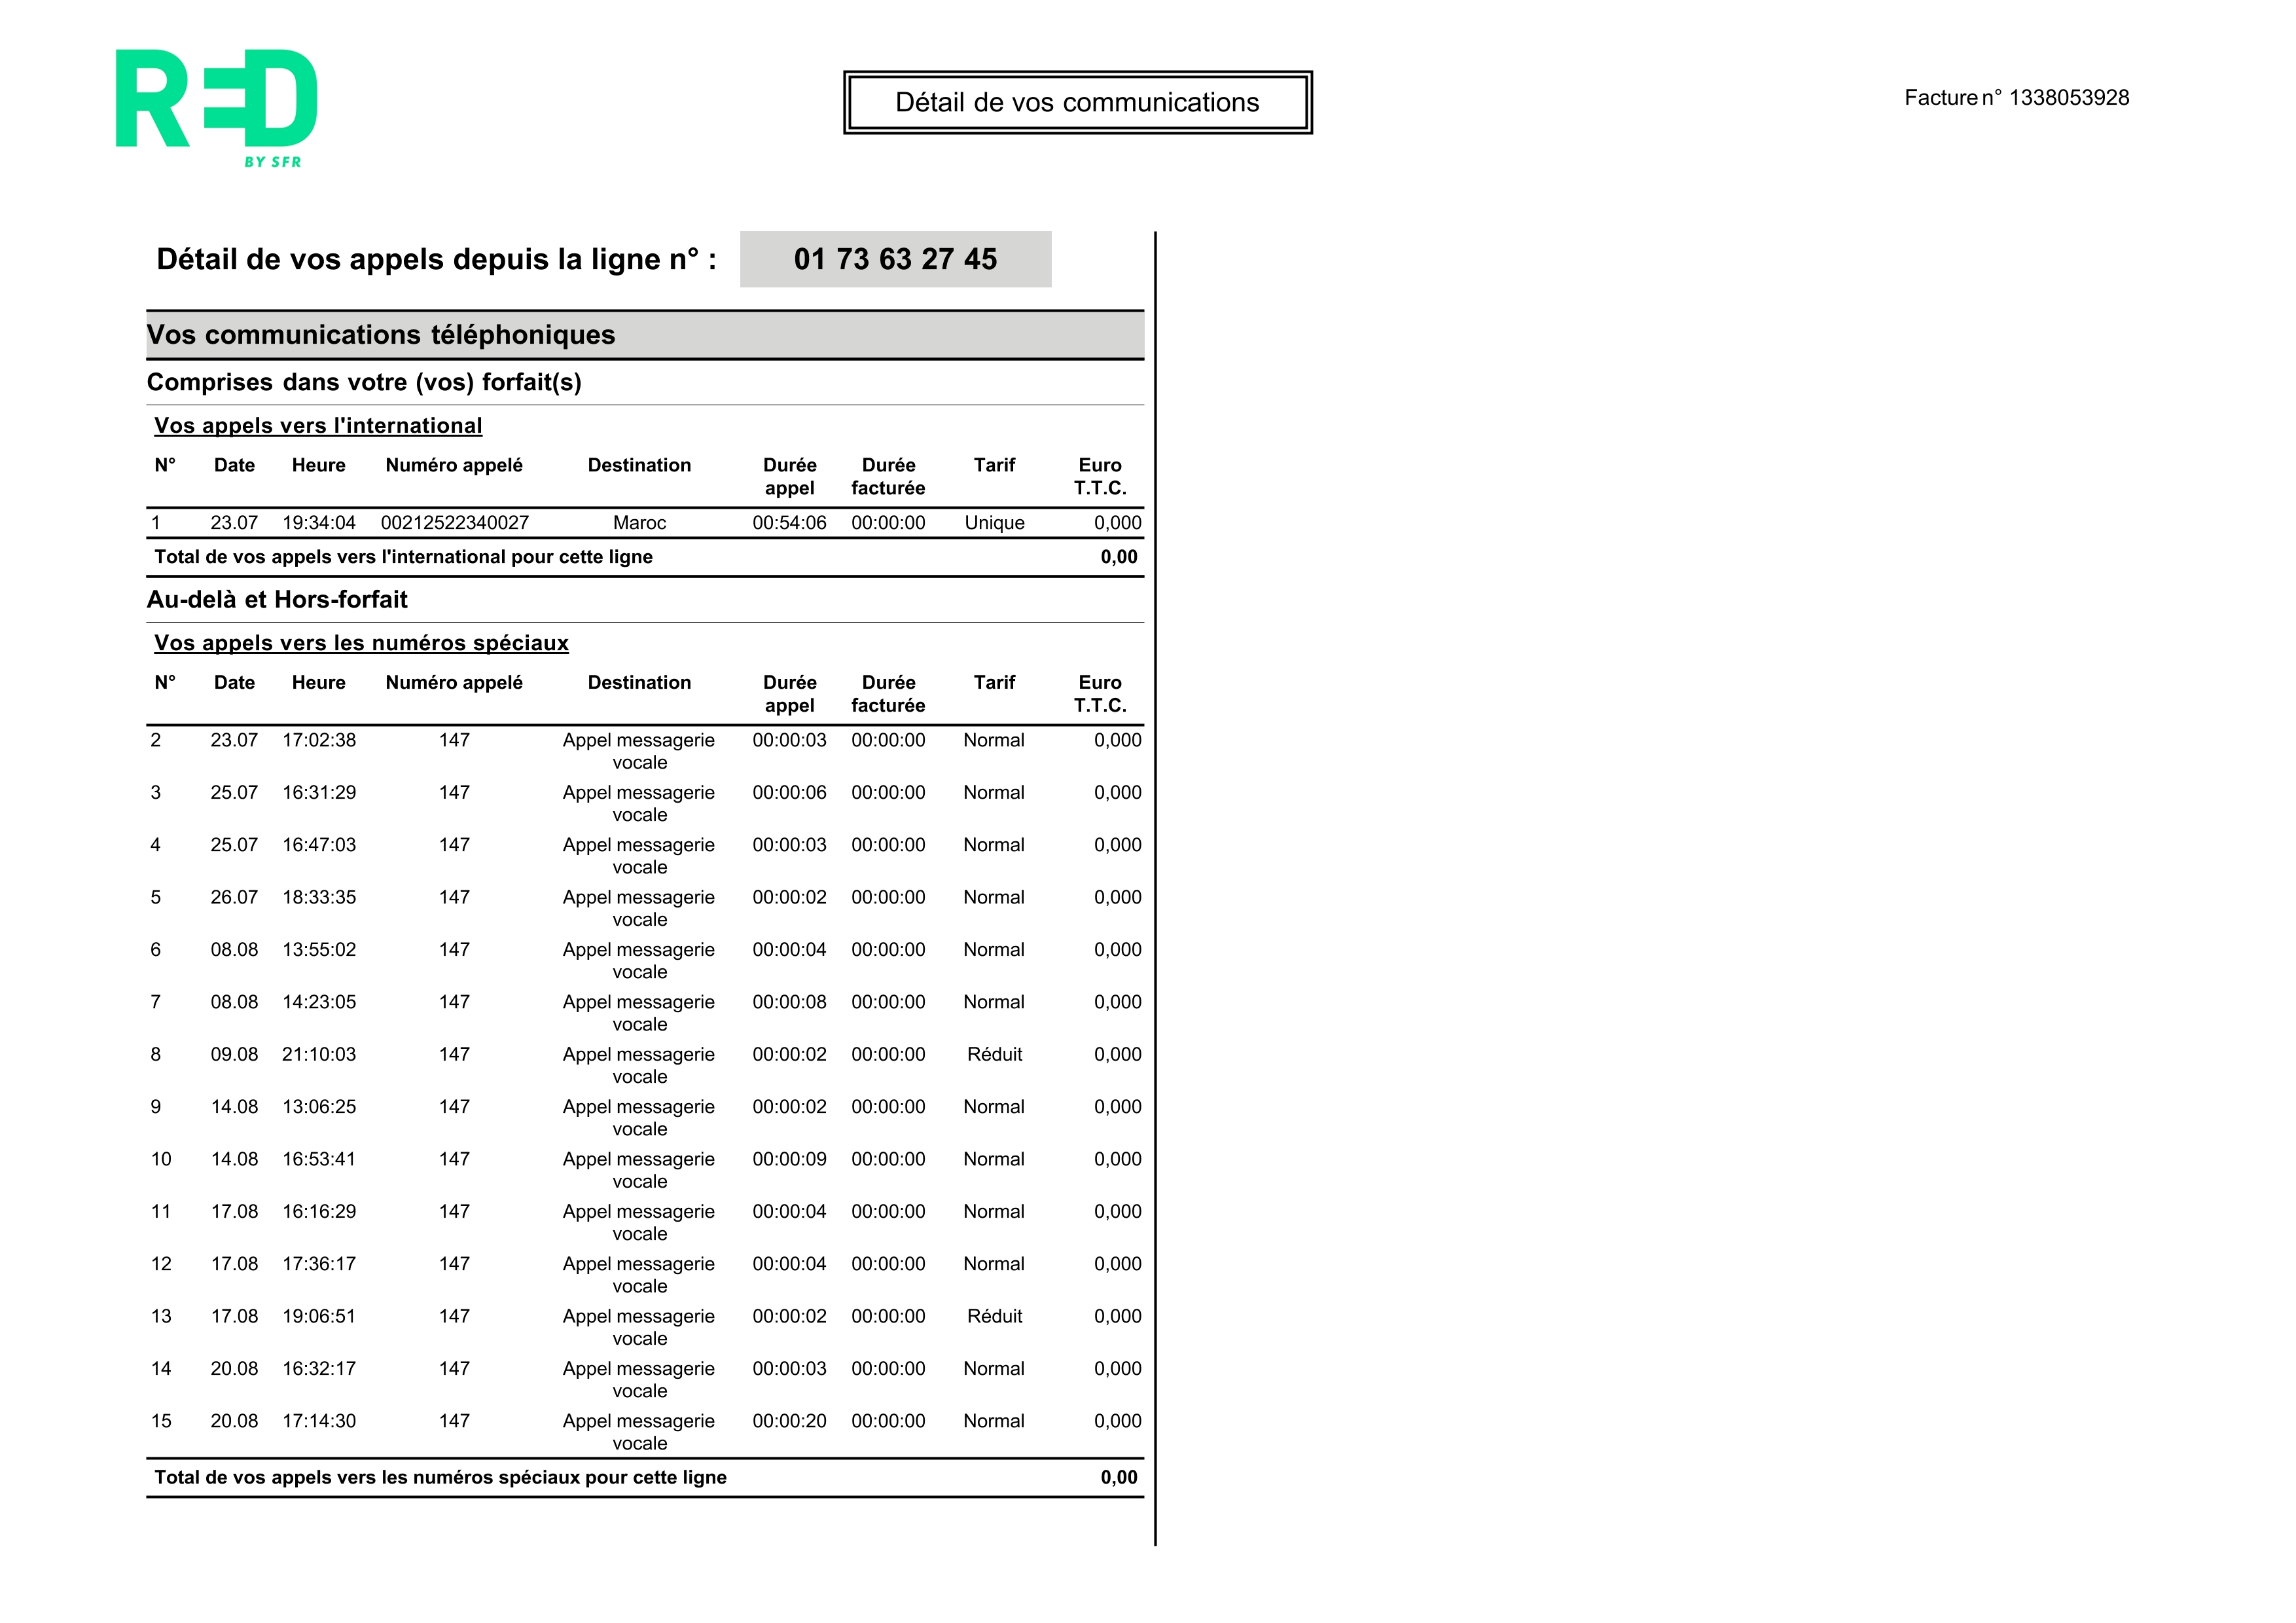 RED
BY SFR
Détail de vos communications
Facture n° 1338053928
Détail de vos appels depuis la ligne n° : 01 73 63 27 45
Vos communications téléphoniques
Comprises dans votre (vos) forfait(s)
Vos appels vers l'international
N° Date Heure Numéro appelé Destination Durée Durée Tarif Euro
appel facturée T.T.C.
1 23.07 19:34:04 00212522340027 Maroc 00:54:06 00:00:00 Unique 0,000
Total de vos appels vers l'international pour cette ligne 0,00
Au-delà et Hors-forfait
Vos appels vers les numéros spéciaux
N° Date Heure Numéro appelé Destination Durée Durée Tarif Euro
appel facturée T.T.C.
2 23.07 17:02:38 147 Appel messagerie 00:00:03 00:00:00 Normal 0,000
vocale
3 25.07 16:31:29 147 Appel messagerie 00:00:06 00:00:00 Normal 0,000
vocale
4 25.07 16:47:03 147 Appel messagerie 00:00:03 00:00:00 Normal 0,000
vocale
5 26.07 18:33:35 147 Appel messagerie 00:00:02 00:00:00 Normal 0,000
vocale
6 08.08 13:55:02 147 Appel messagerie 00:00:04 00:00:00 Normal 0,000
vocale
7 08.08 14:23:05 147 Appel messagerie 00:00:08 00:00:00 Normal 0,000
vocale
8 09.08 21:10:03 147 Appel messagerie 00:00:02 00:00:00 Réduit 0,000
vocale
9 14.08 13:06:25 147 Appel messagerie 00:00:02 00:00:00 Normal 0,000
vocale
10 14.08 16:53:41 147 Appel messagerie 00:00:09 00:00:00 Normal 0,000
vocale
11 17.08 16:16:29 147 Appel messagerie 00:00:04 00:00:00 Normal 0,000
vocale
12 17.08 17:36:17 147 Appel messagerie 00:00:04 00:00:00 Normal 0,000
vocale
13 17.08 19:06:51 147 Appel messagerie 00:00:02 00:00:00 Réduit 0,000
vocale
14 20.08 16:32:17 147 Appel messagerie 00:00:03 00:00:00 Normal 0,000
vocale
15 20.08 17:14:30 147 Appel messagerie 00:00:20 00:00:00 Normal 0,000
vocale
Total de vos appels vers les numéros spéciaux pour cette ligne 0,00